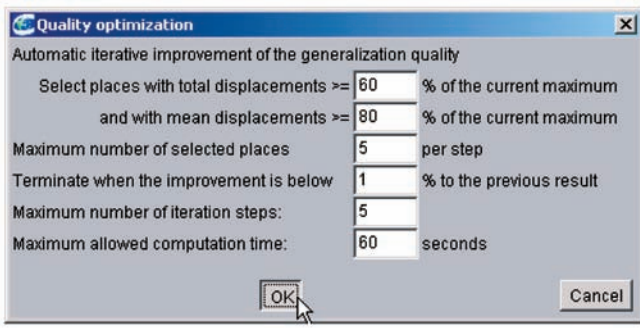 Quality optimization
Automatic iterative improvement of the generalization quality
Select places with total displacements >= 60 % of the current maximum
and with mean displacements >= 80 % of the current maximum
Maximum number of selected places 5 per step
Terminate when the improvement is below 1 % to the previous result
Maximum number of iteration steps: 5
Maximum allowed computation time: 60 seconds
OK Cancel